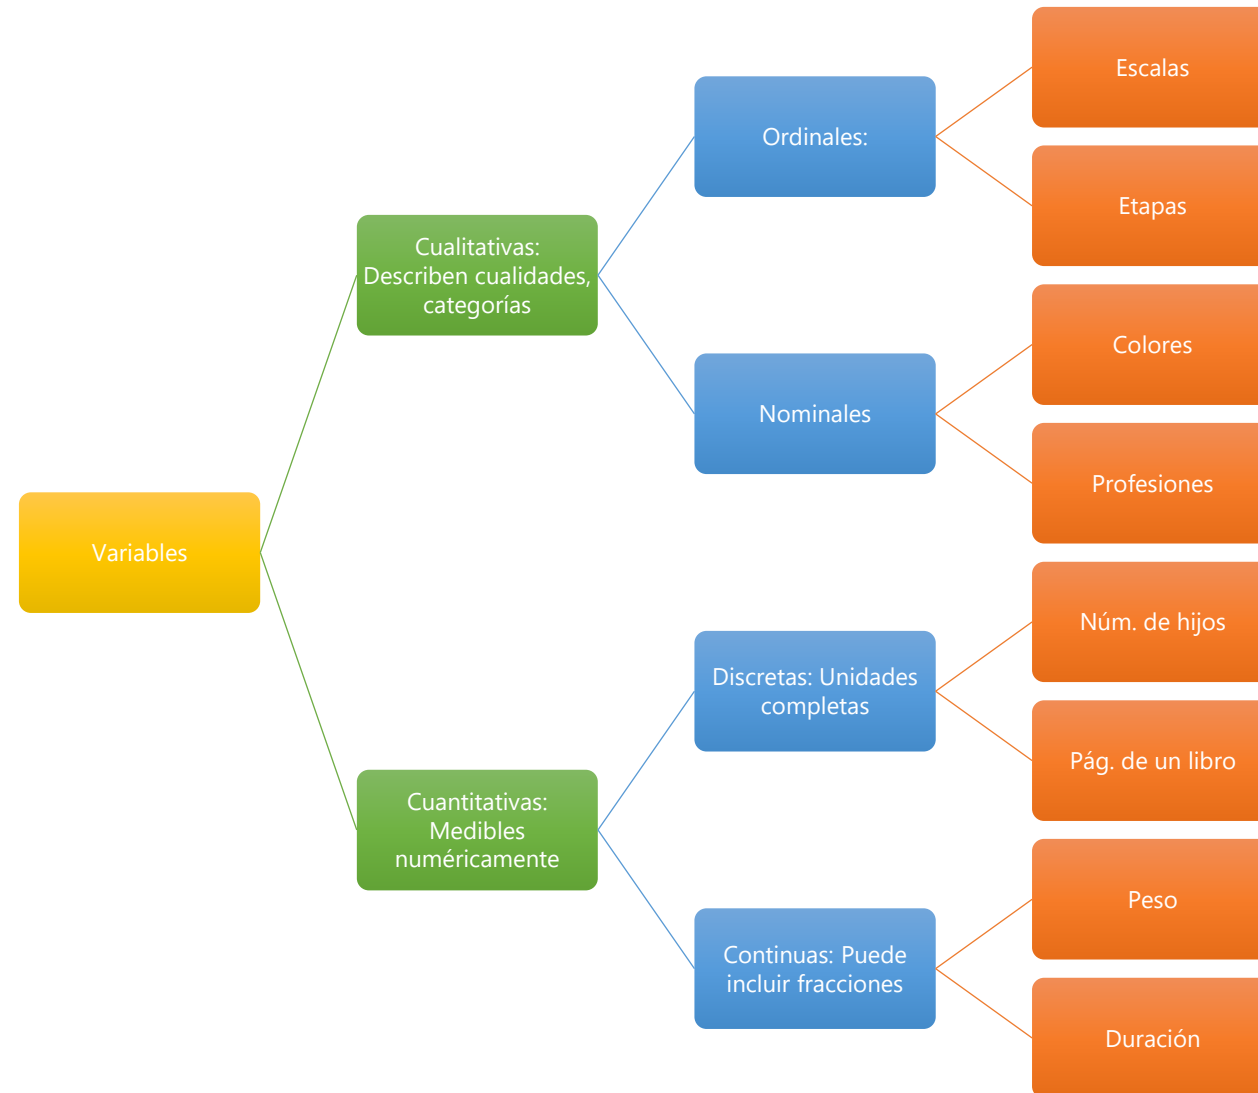 Variables
Cualitativas:
Describen cualidades,
categorías
Ordinales:
Escalas
Etapas
Nominales
Colores
Profesiones
Cuantitativas:
Medibles
numéricamente
Discretas: Unidades
completas
Núm. de hijos
Pág. de un libro
Continuas: Puede
incluir fracciones
Peso
Duración